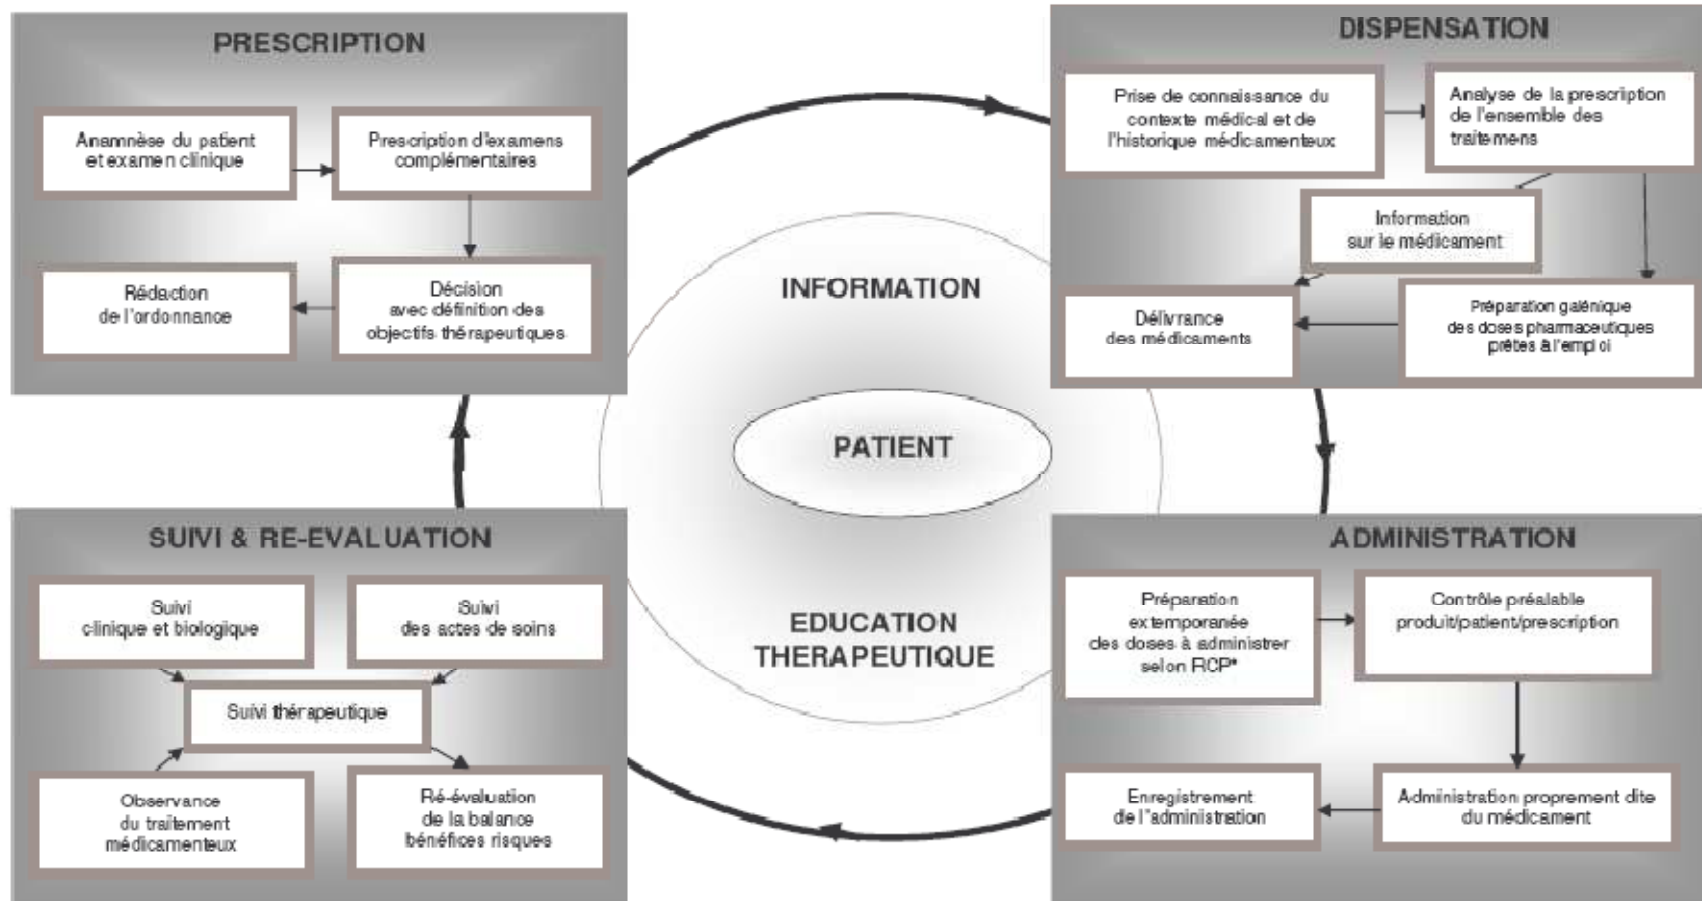 PRESCRIPTION
Anamnèse du patient
et examen clinique
Prescription d'examens
complémentaires
Rédaction
de l'ordonnance
Décision
avec définition des
objectifs thérapeutiques
DISPENSATION
Prise de connaissance du
contexte médical et de
l'historique médicamenteux
Analyse de la prescription
de l'ensemble des
traitemens
Information
sur le médicament
Délivrance
des médicaments
Préparation galénique
des doses pharmaceutiques
prêtes à l'emploi
INFORMATION
PATIENT
EDUCATION
THERAPEUTIQUE
SUIVI & RE-EVALUATION
Suivi
clinique et biologique
Suivi
des actes de soins
Suivi thérapeutique
Observance
du traitement
médicamenteux
Ré-évaluation
de la balance
bénéfices risques
ADMINISTRATION
Préparation
extemporanée
des doses à administrer
selon RCP*
Contrôle préalable
produit/patient/prescription
Enregistrement
de l'administration
Administration proprement dite
du médicament